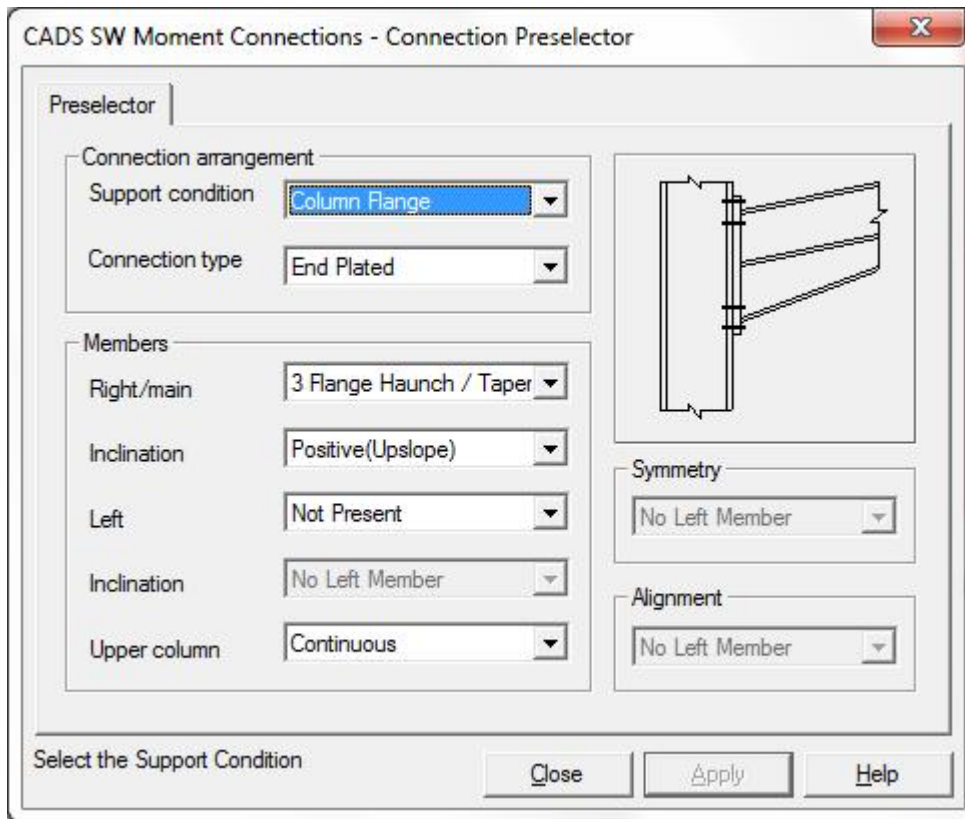 CADS SW Moment Connections - Connection Preselector
Preselector
Connection arrangement
Support condition Column Flange
Connection type End Plated
Members
Right/main 3 Flange Haunch / Taper
Inclination Positive(Upslope)
Left Not Present
Inclination No Left Member
Upper column Continuous
Symmetry
No Left Member
Alignment
No Left Member
Select the Support Condition
Close Apply Help